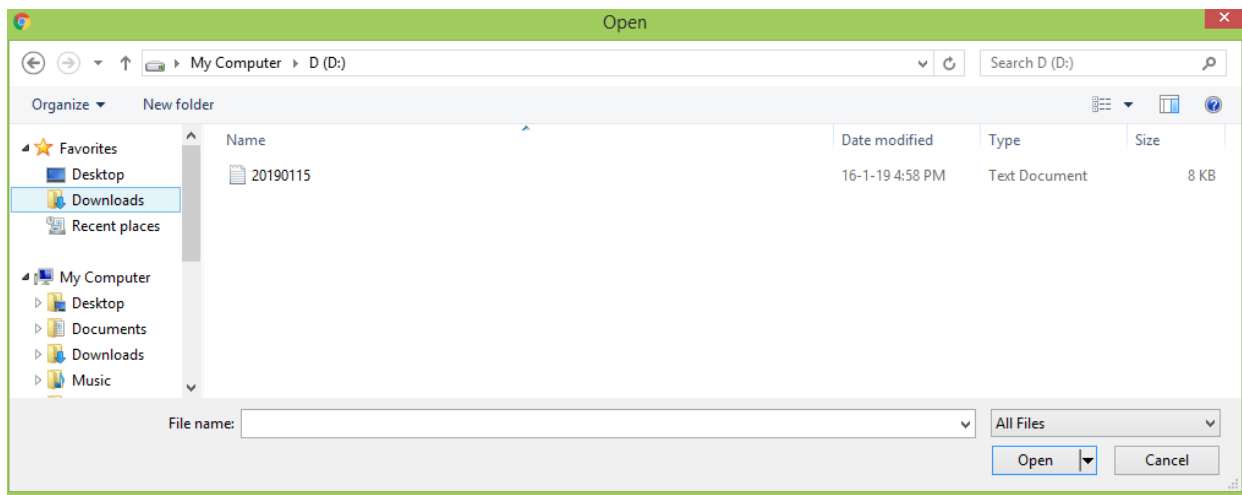 Open
My Computer D (D:) Search D (D:)
Organize New folder
Favorites
Desktop
Downloads
Recent places
My Computer
Desktop
Documents
Downloads
Music
Name Date modified Type Size
20190115 16-1-19 4:58 PM Text Document 8 KB
File name: All Files
Open Cancel